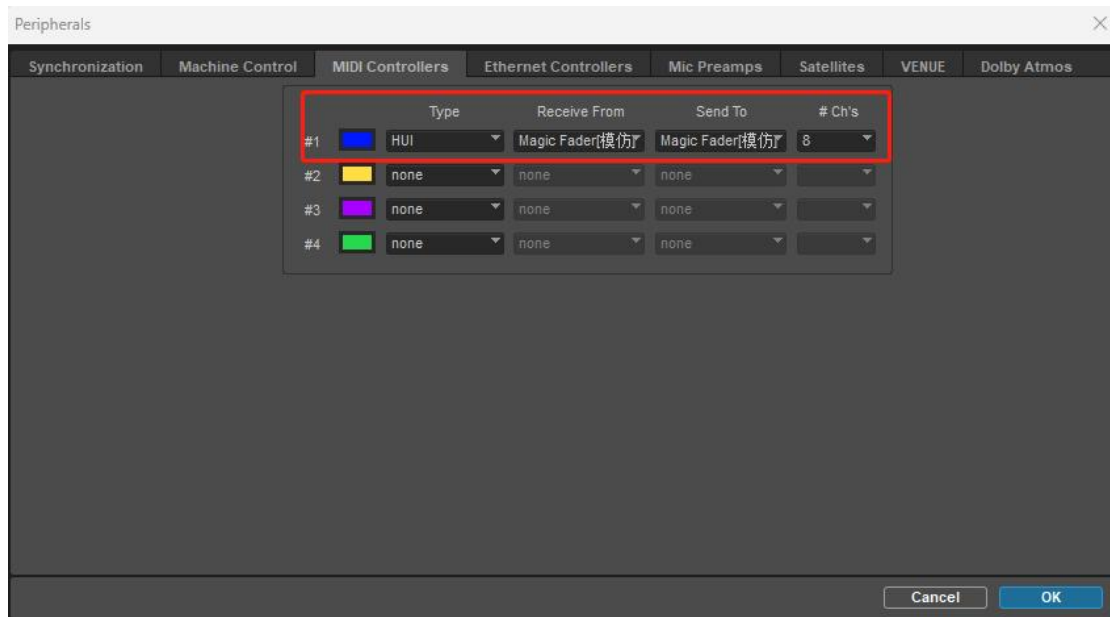 Peripherals
Synchronization Machine Control MIDI Controllers Ethernet Controllers Mic Preamps Satellites VENUE Dolby Atmos
Type Receive From Send To # Ch's
#1 HUI Magic Fader[模仿] Magic Fader[模仿] 8
#2 none none none
#3 none none none
#4 none none none
Cancel OK